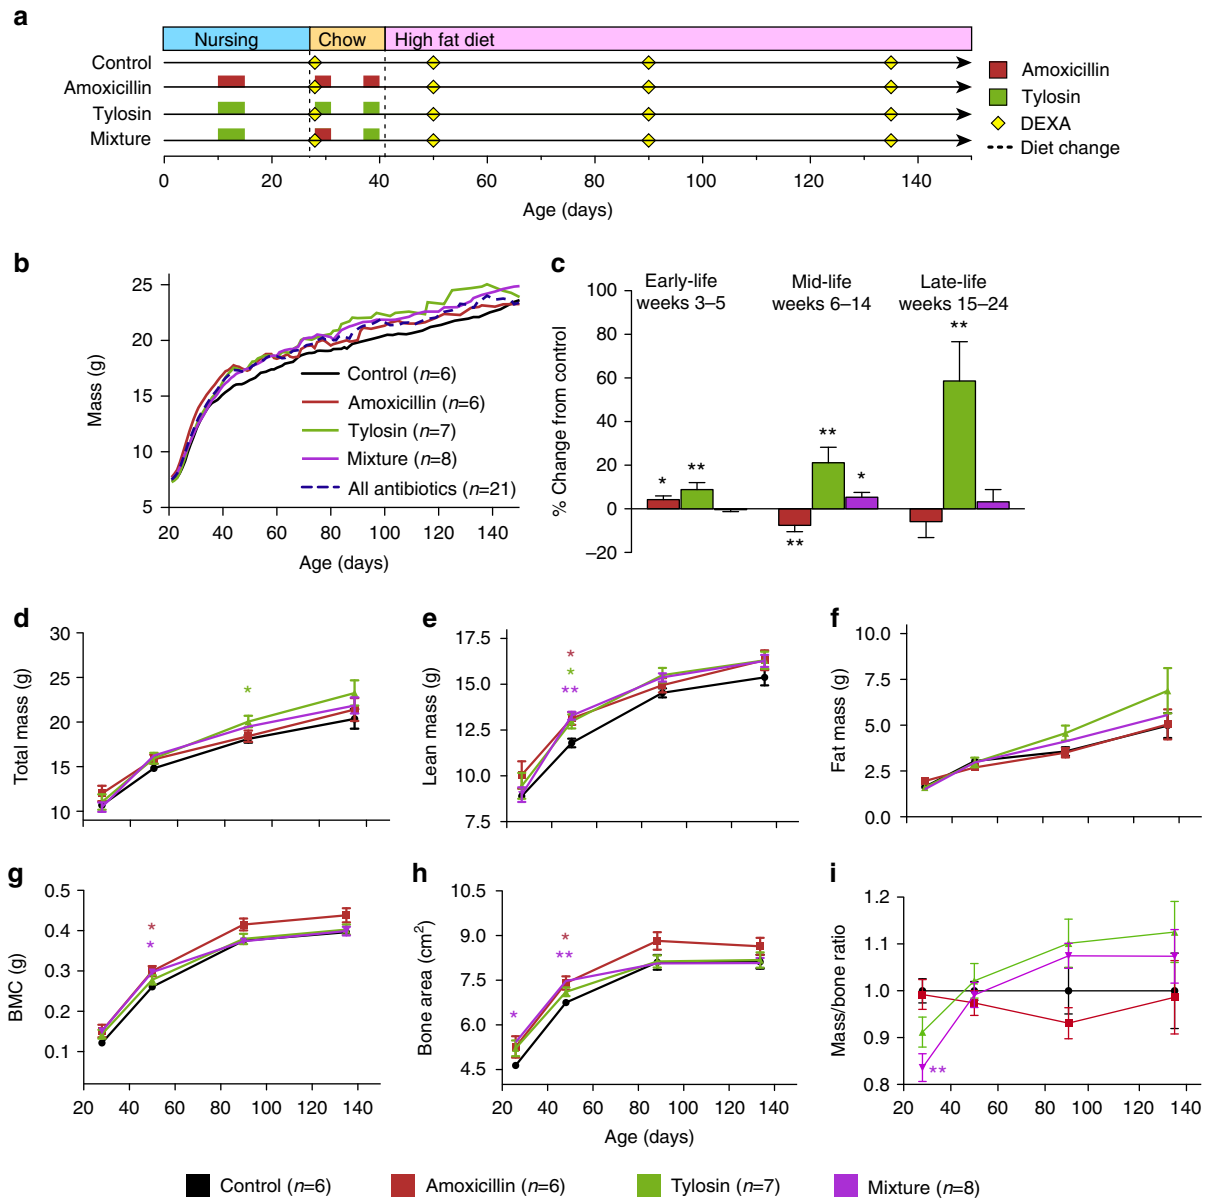 a
Nursing Chow High fat diet
Control
Amoxicillin
Tylosin
Mixture
0 20 40 60 80 100 120 140
Age (days)
Amoxicillin
Tylosin
DEXA
Diet change
b
Mass (g)
25
20
15
10
5
20 40 60 80 100 120 140
Age (days)
Control (n=6)
Amoxicillin (n=6)
Tylosin (n=7)
Mixture (n=8)
All antibiotics (n=21)
c
% Change from control
100
80
60
40
20
0
–20
Early-life
weeks 3–5
Mid-life
weeks 6–14
Late-life
weeks 15–24
* **
** ** *
**
d
Total mass (g)
30
25
20
15
10
*
e
Lean mass (g)
17.5
15.0
12.5
10.0
7.5
*
*
**
f
Fat mass (g)
10.0
7.5
5.0
2.5
0.0
g
BMC (g)
0.5
0.4
0.3
0.2
0.1
*
*
20 40 60 80 100 120 140
h
Bone area (cm2)
10.5
9.0
7.5
6.0
4.5
*
*
**
20 40 60 80 100 120 140
Age (days)
i
Mass/bone ratio
1.2
1.1
1.0
0.9
0.8
**
20 40 60 80 100 120 140
Control (n=6) Amoxicillin (n=6) Tylosin (n=7) Mixture (n=8)